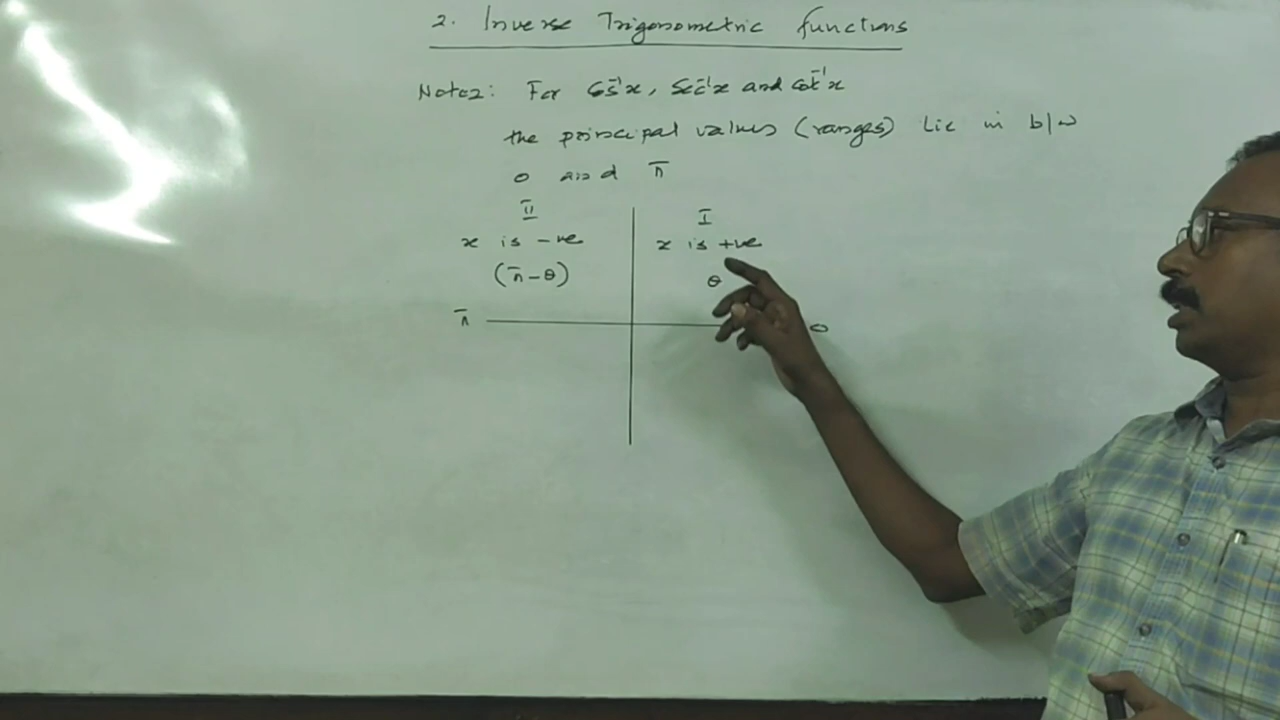 2. Inverse Trigonometric functions
Note2: For Cos⁻¹x, Sec⁻¹x and Cot⁻¹x
the principal values (ranges) Lie in b/w
0 and π
II I
x is -ve x is +ve
(π-θ) θ
π 0